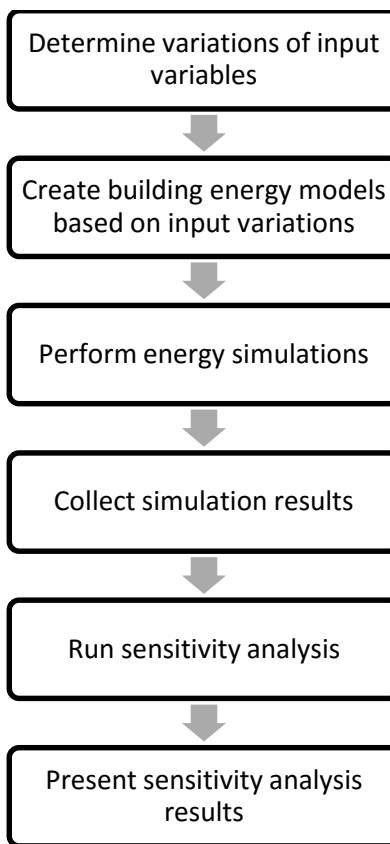 Determine variations of input
variables
Create building energy models
based on input variations
Perform energy simulations
Collect simulation results
Run sensitivity analysis
Present sensitivity analysis
results